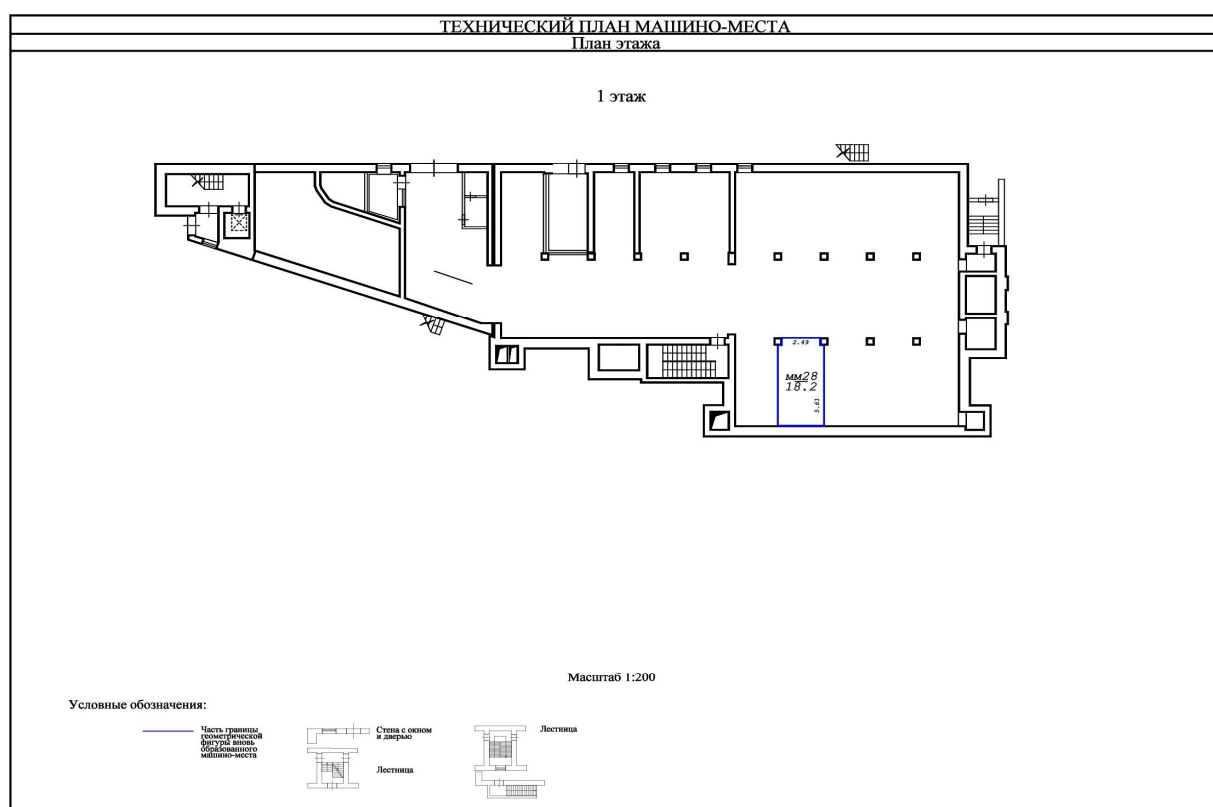 ТЕХНИЧЕСКИЙ ПЛАН МАШИНО-МЕСТА
План этажа
1 этаж
2.49
мм28
18.2
5.61
Масштаб 1:200
Условные обозначения:
Часть границы
геометрической
фигуры вновь
образованного
машино-места
Стена с окном
и дверью
Лестница
Лестница